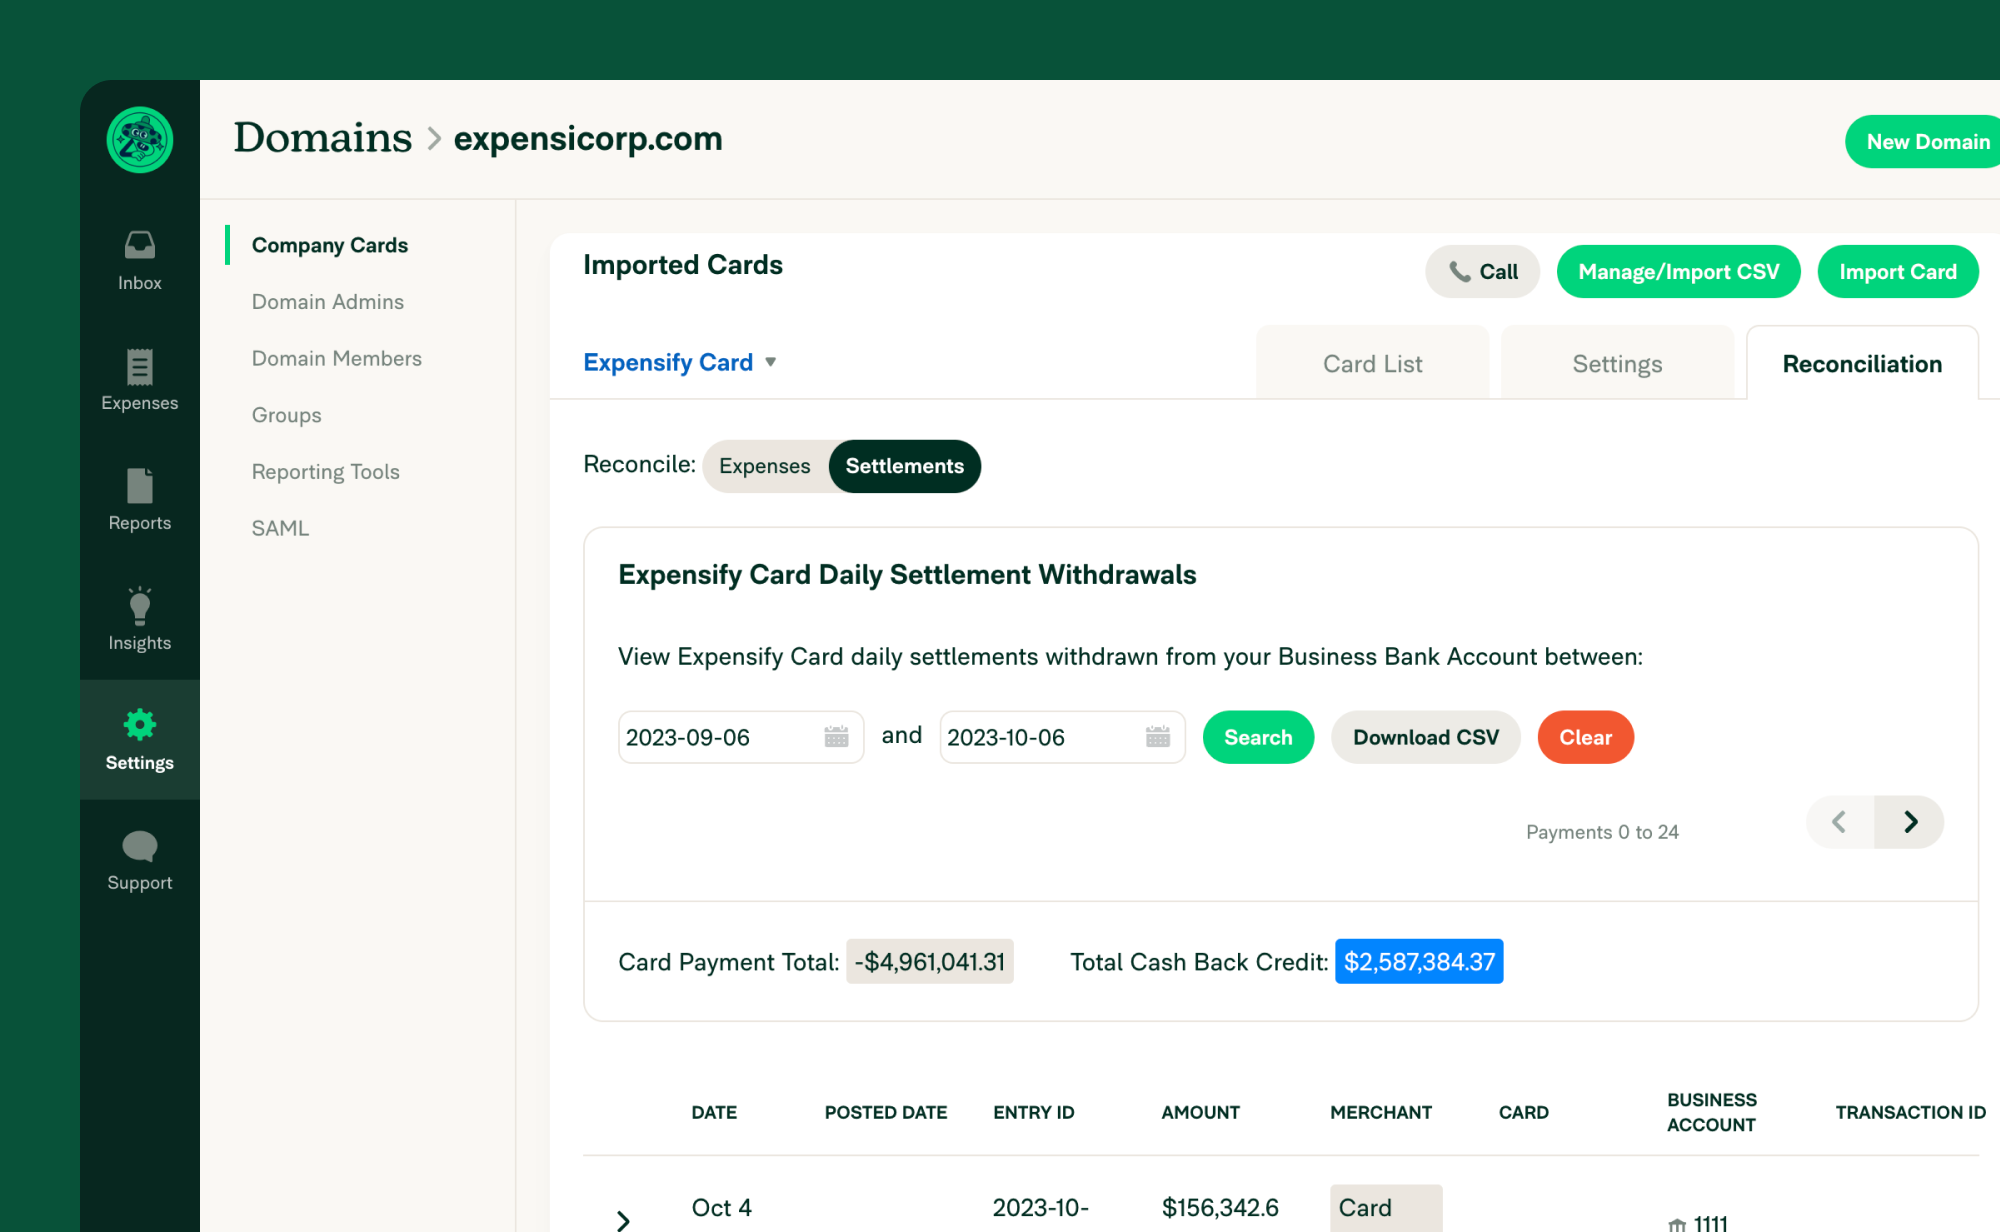 Domains > expensicorp.com
New Domain
Inbox
Expenses
Reports
Insights
Settings
Support
Company Cards
Domain Admins
Domain Members
Groups
Reporting Tools
SAML
Imported Cards
Call
Manage/Import CSV
Import Card
Expensify Card
Card List
Settings
Reconciliation
Reconcile: Expenses Settlements
Expensify Card Daily Settlement Withdrawals
View Expensify Card daily settlements withdrawn from your Business Bank Account between:
2023-09-06 and 2023-10-06 Search Download CSV Clear
Payments 0 to 24
Card Payment Total: -$4,961,041.31 Total Cash Back Credit: $2,587,384.37
DATE POSTED DATE ENTRY ID AMOUNT MERCHANT CARD BUSINESS ACCOUNT TRANSACTION ID
Oct 4 2023-10- $156,342.6 Card
1111